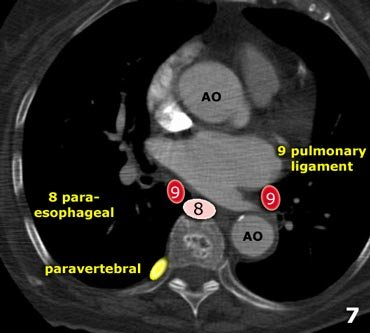 AO
9 pulmonary
ligament
9
8 para-
esophageal
8
9
AO
paravertebral
7